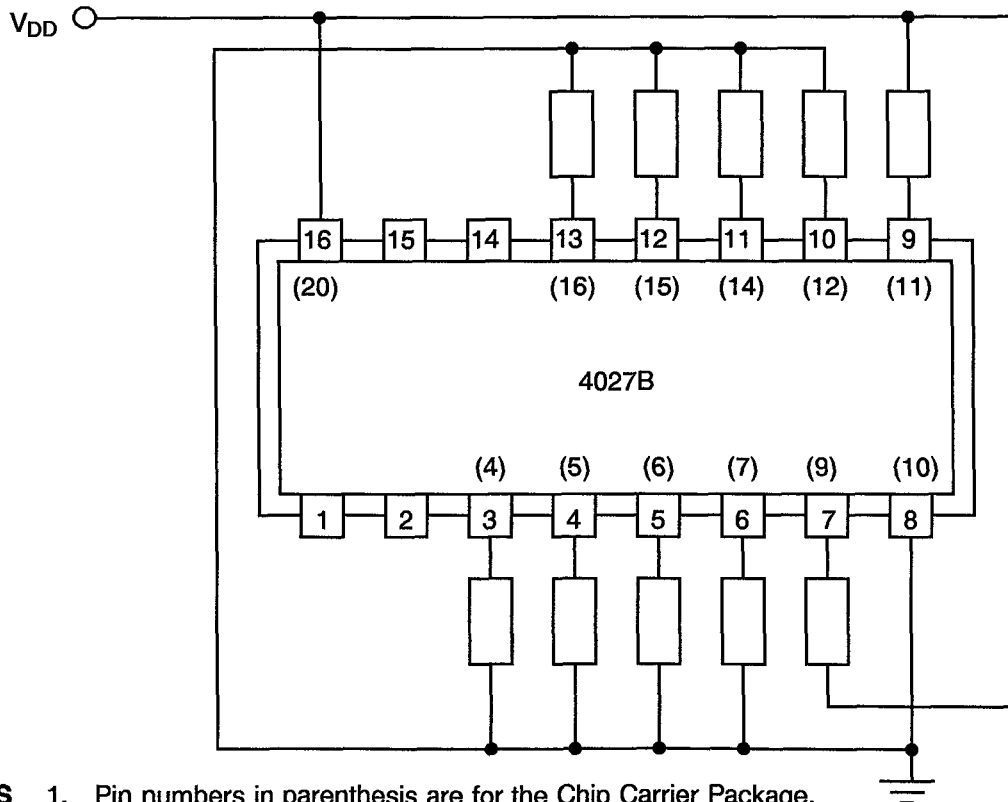 VDD
16 15 14 13 12 11 10 9
(20) (16) (15) (14) (12) (11)
4027B
(4) (5) (6) (7) (9) (10)
1 2 3 4 5 6 7 8
S 1. Pin numbers in parenthesis are for the Chip Carrier Package.